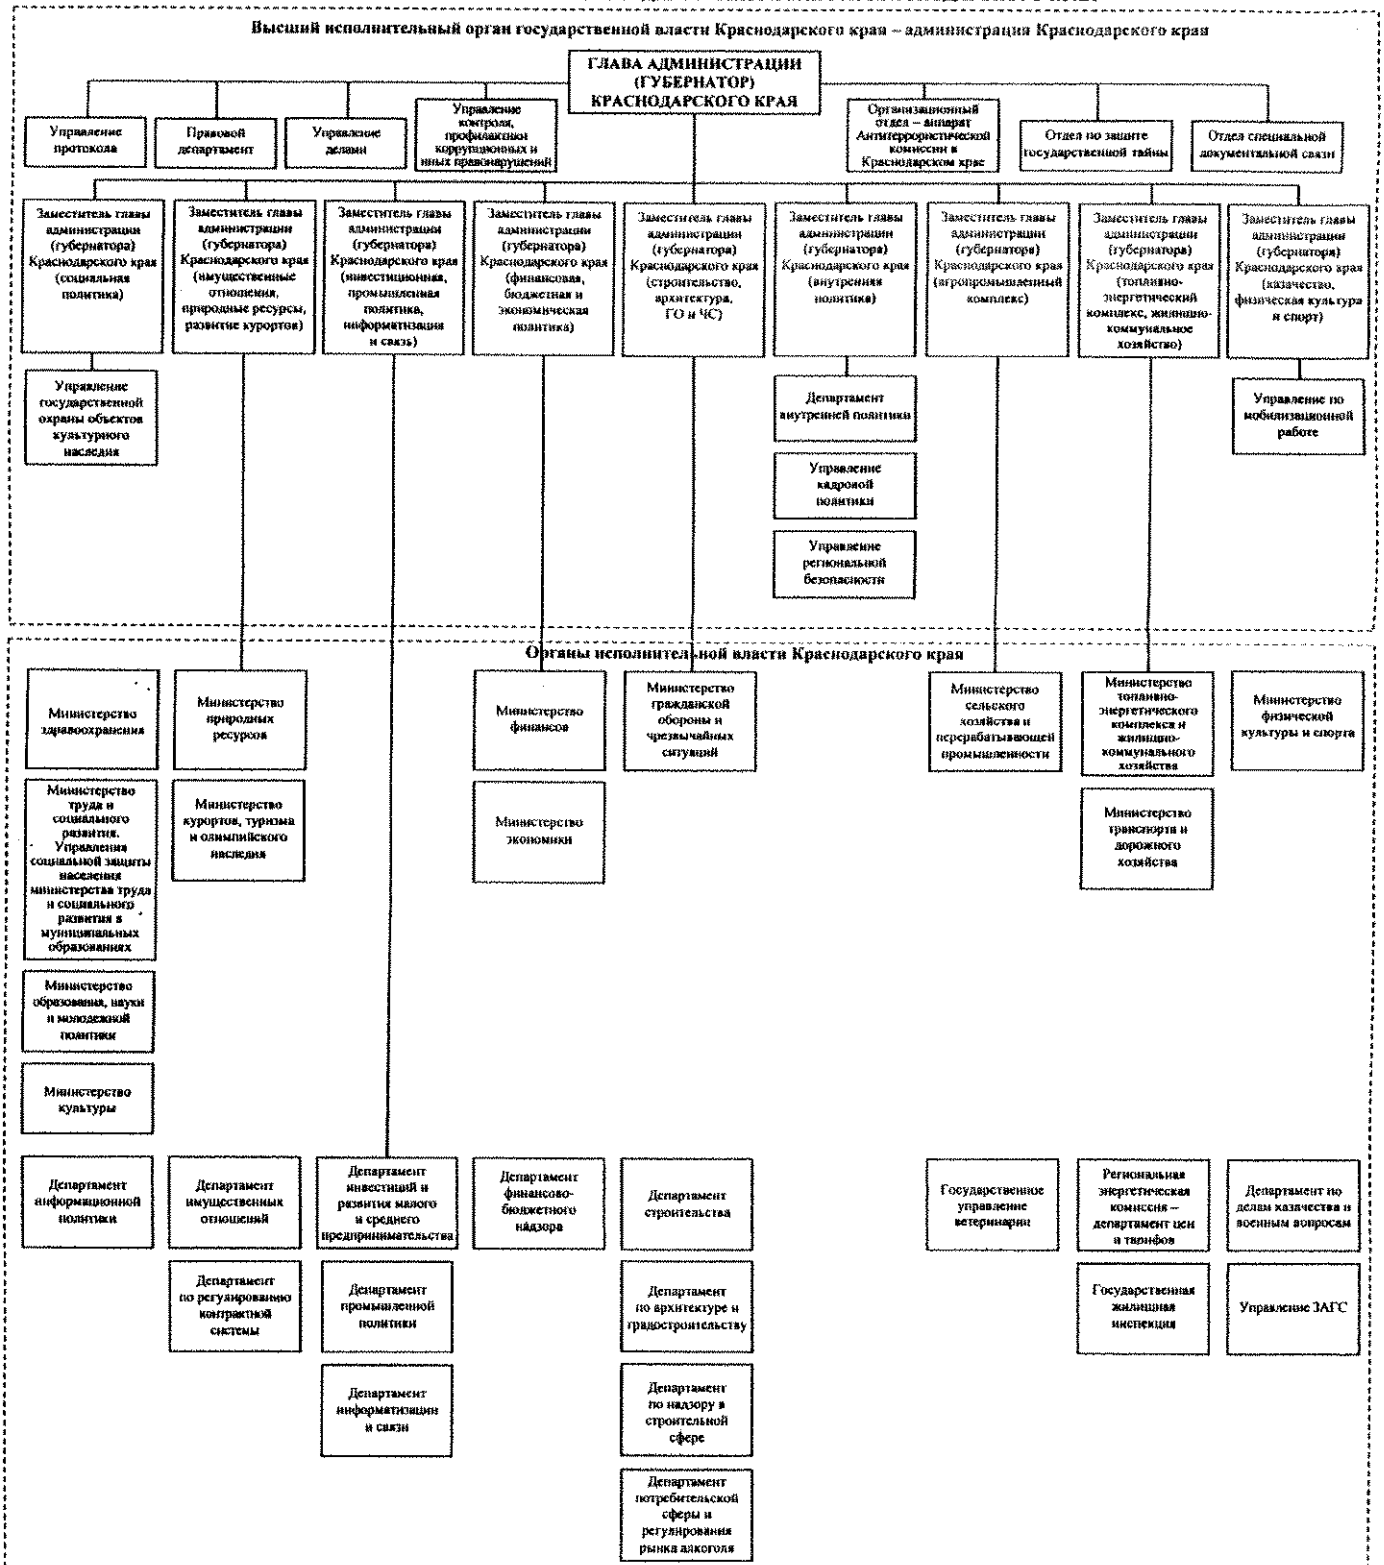 Высший исполнительный орган государственной власти Краснодарского края – администрация Краснодарского края
ГЛАВА АДМИНИСТРАЦИИ
(ГУБЕРНАТОР)
КРАСНОДАРСКОГО КРАЯ
Управление
протокола
Правовой
департамент
Управление
делами
Управление
контроля,
профилактики
коррупционных и
иных правонарушений
Организационный
отдел – аппарат
Антитеррористической
комиссии в
Краснодарском крае
Отдел по защите
государственной тайны
Отдел специальной
документальной связи
Заместитель главы
администрации
(губернатора)
Краснодарского края
(социальная
политика)
Заместитель главы
администрации
(губернатора)
Краснодарского края
(имущественные
отношения,
природные ресурсы,
развитие курортов)
Заместитель главы
администрации
(губернатора)
Краснодарского края
(инвестиционная,
промышленная
политика,
информатизация
и связь)
Заместитель главы
администрации
(губернатора)
Краснодарского края
(финансовая,
бюджетная и
экономическая
политика)
Заместитель главы
администрации
(губернатора)
Краснодарского края
(строительство,
архитектура,
ГО и ЧС)
Заместитель главы
администрации
(губернатора)
Краснодарского края
(внутренняя
политика)
Заместитель главы
администрации
(губернатора)
Краснодарского края
(агропромышленный
комплекс)
Заместитель главы
администрации
(губернатора)
Краснодарского края
(топливно-
энергетический
комплекс, жилищно-
коммунальное
хозяйство)
Заместитель главы
администрации
(губернатора)
Краснодарского края
(казачество,
физическая культура
и спорт)
Управление
государственной
охраны объектов
культурного
наследия
Департамент
внутренней политики
Управление
кадровой
политики
Управление
региональной
безопасности
Управление по
мобилизационной
работе
Органы исполнительной власти Краснодарского края
Министерство
здравоохранения
Министерство
природных
ресурсов
Министерство
финансов
Министерство
гражданской
обороны и
чрезвычайных
ситуаций
Министерство
сельского
хозяйства и
перерабатывающей
промышленности
Министерство
топливно-
энергетического
комплекса и
жилищно-
коммунального
хозяйства
Министерство
физической
культуры и спорта
Министерство
труда и
социального
развития.
Управления
социальной защиты
населения
министерства труда
и социального
развития в
муниципальных
образованиях
Министерство
курортов, туризма
и олимпийского
наследия
Министерство
экономики
Министерство
транспорта и
дорожного
хозяйства
Министерство
образования, науки
и молодежной
политики
Министерство
культуры
Департамент
информационной
политики
Департамент
имущественных
отношений
Департамент
инвестиций и
развития малого
и среднего
предпринимательства
Департамент
финансово-
бюджетного
надзора
Департамент
строительства
Государственное
управление
ветеринарии
Региональная
энергетическая
комиссия –
департамент цен
и тарифов
Департамент по
делам казачества и
военным вопросам
Департамент
по регулированию
контрактной
системы
Департамент
промышленной
политики
Департамент
по архитектуре и
градостроительству
Государственная
жилищная
инспекция
Управление ЗАГС
Департамент
информатизации
и связи
Департамент
по надзору в
строительной
сфере
Департамент
потребительской
сферы и
регулирования
рынка алкоголя